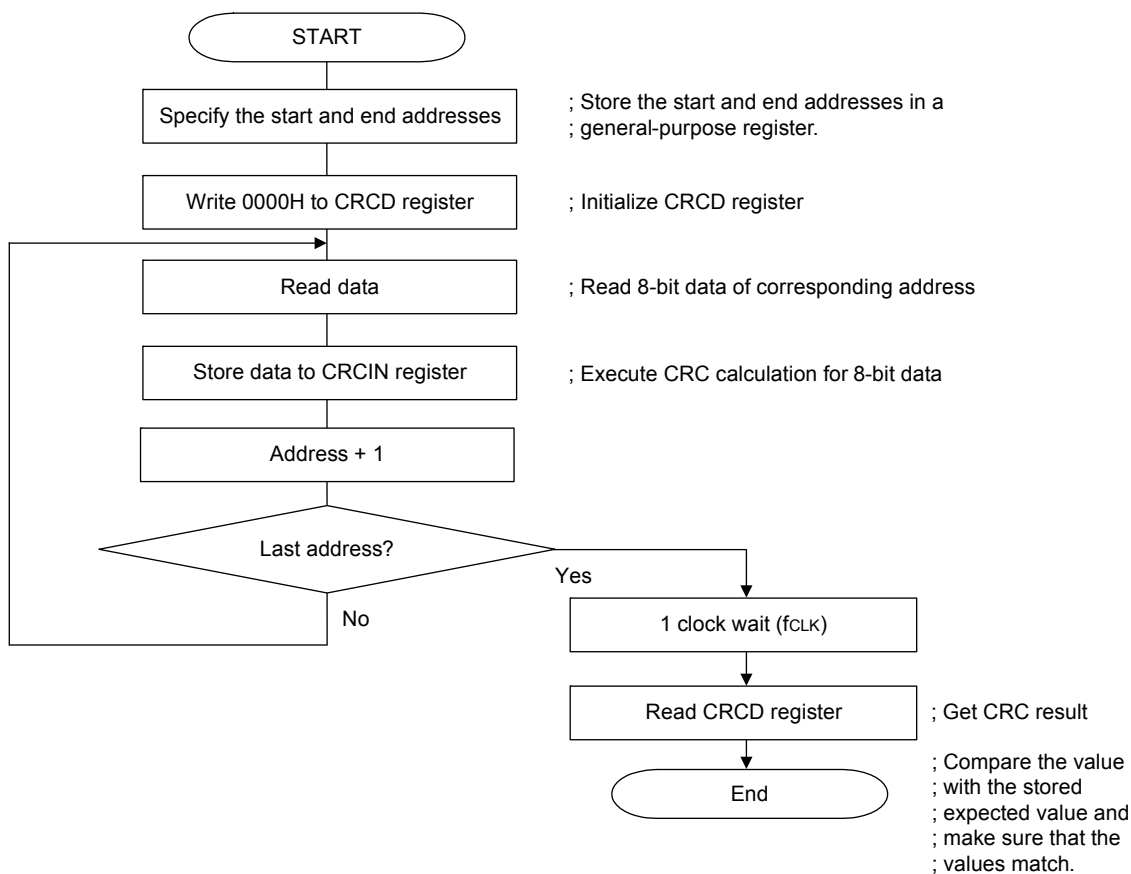 START
Specify the start and end addresses
; Store the start and end addresses in a
; general-purpose register.
Write 0000H to CRCD register
; Initialize CRCD register
Read data
; Read 8-bit data of corresponding address
Store data to CRCIN register
; Execute CRC calculation for 8-bit data
Address + 1
Last address?
Yes
No
1 clock wait (fCLK)
Read CRCD register
; Get CRC result
End
; Compare the value
; with the stored
; expected value and
; make sure that the
; values match.